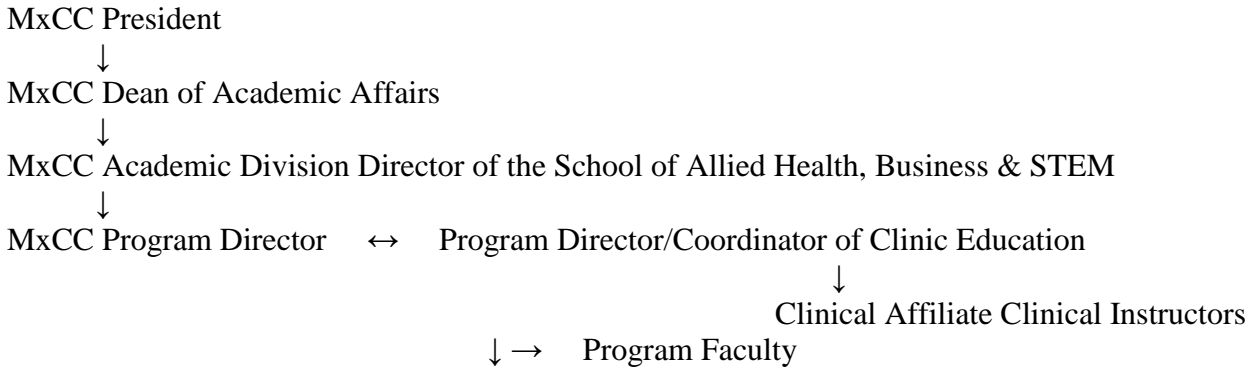 MxCC President
↓
MxCC Dean of Academic Affairs
↓
MxCC Academic Division Director of the School of Allied Health, Business & STEM
↓
MxCC Program Director ↔ Program Director/Coordinator of Clinic Education
↓
Clinical Affiliate Clinical Instructors
↓ → Program Faculty